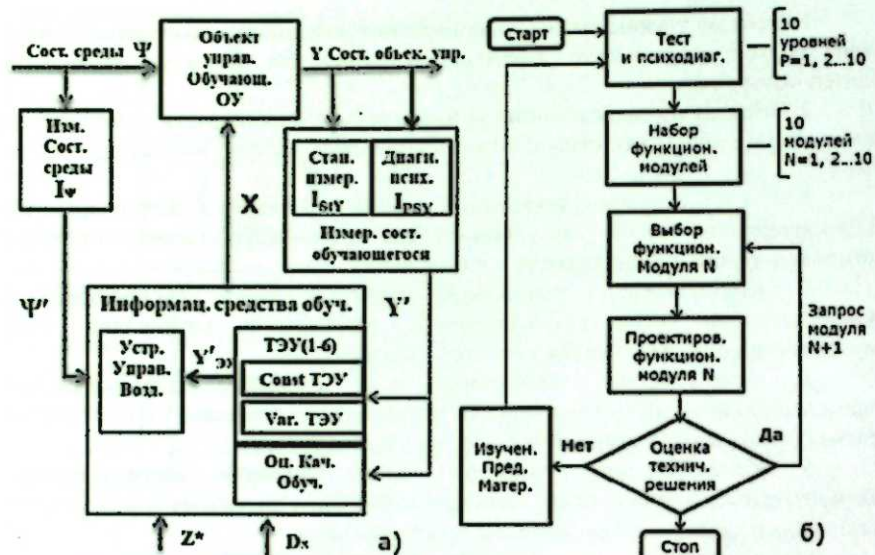 Сост. среды Ψ
Объект
управ.
Обучающ.
ОУ
Y Сост. объек. упр.
Изм.
Сост.
среды
IΨ
Стан.
измер.
Диагн.
псих.
IPSY
Измер. сост.
обучающегося
X
Ψ'
Y'
Информац. средства обуч.
Устр.
Управ.
Возд.
Y'ЭУ
ТЭУ(1-6)
Const ТЭУ
Var. ТЭУ
Оц. Кач.
Обуч.
Z*
Dx
а)
Старт
Тест
и психодиаг.
10
уровней
P=1, 2...10
Набор
функцион.
модулей
10
модулей
N=1, 2...10
Выбор
функцион.
Модуля N
Запрос
модуля
N+1
Проектиров.
функцион.
модуля N
Изучен.
Пред.
Матер.
Нет
Оценка
технич.
решения
Да
Стоп
б)